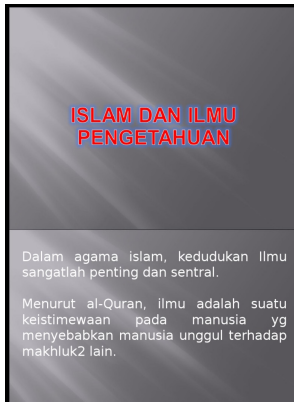 ISLAM DAN ILMU
PENGETAHUAN
Dalam agama islam, kedudukan Ilmu
sangatlah penting dan sentral.
Menurut al-Quran, ilmu adalah suatu
keistimewaan pada manusia yg
menyebabkan manusia unggul terhadap
makhluk2 lain.